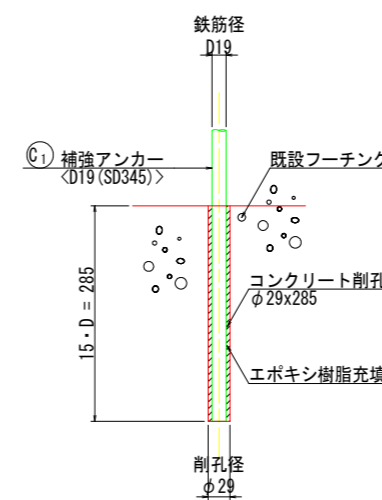 鉄筋径
D19
C1 補強アンカー
<D19(SD345)>
既設フーチング
15・D = 285
コンクリート削孔
φ29x285
エポキシ樹脂充填
削孔径
φ29